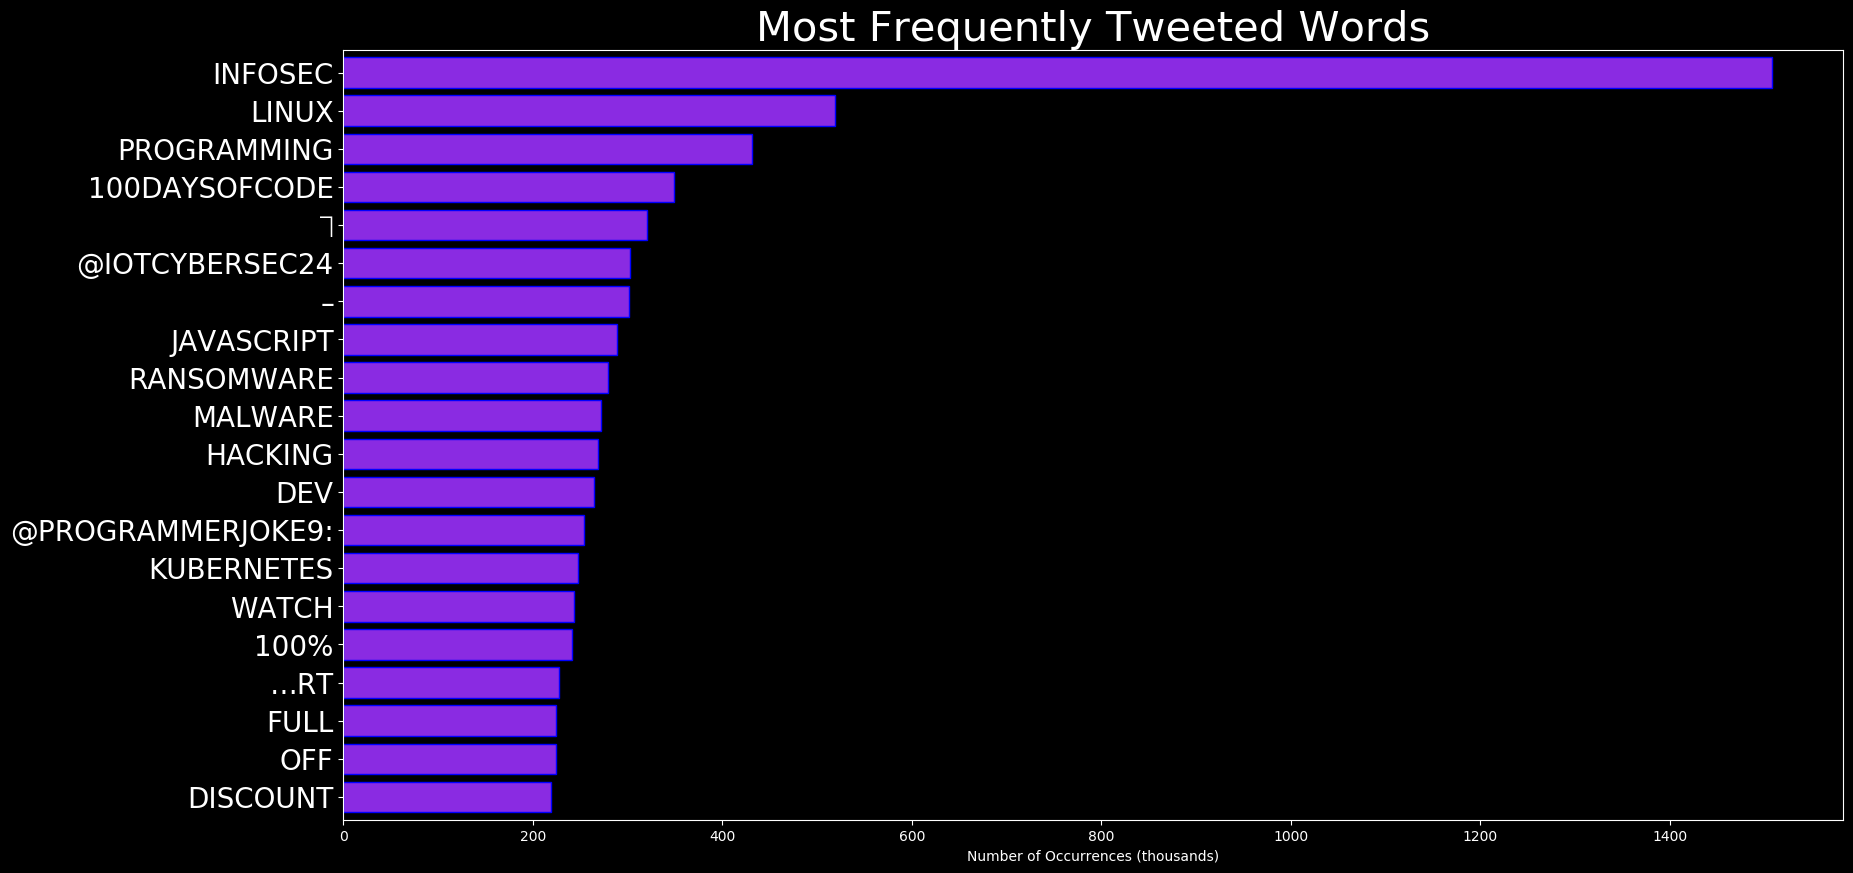 Most Frequently Tweeted Words
INFOSEC
LINUX
PROGRAMMING
100DAYSOFCODE
@IOTCYBERSEC24
–
JAVASCRIPT
RANSOMWARE
MALWARE
HACKING
DEV
@PROGRAMMERJOKE9:
KUBERNETES
WATCH
100%
…RT
FULL
OFF
DISCOUNT
0 200 400 600 800 1000 1200 1400
Number of Occurrences (thousands)